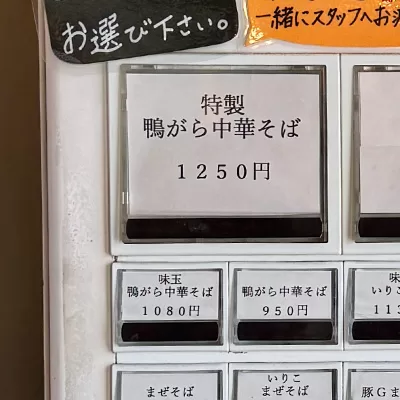 お選び下さい。
一緒にスタッフへお
特製
鴨がら中華そば
1250円
味玉
鴨がら中華そば
1080円
鴨がら中華そば
950円
味
いりこ
113
まぜそば
いりこ
まぜそば
豚Gま